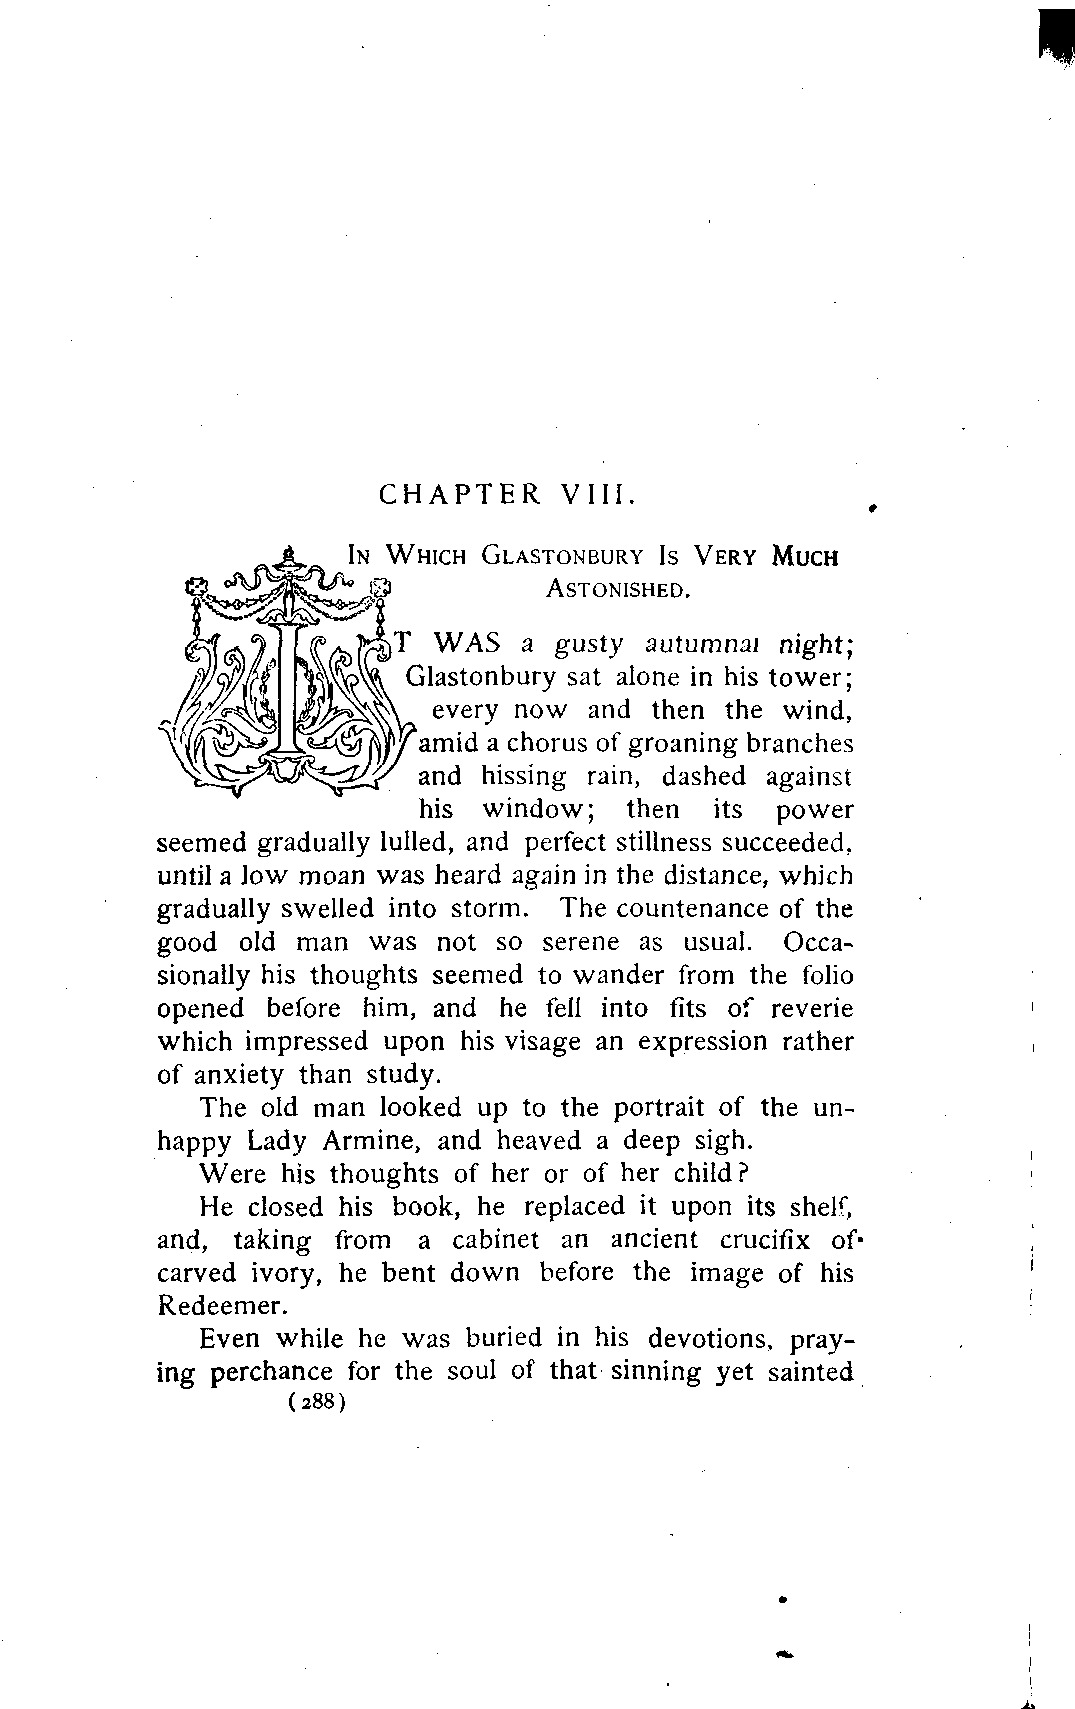 CHAPTER VIII.
In Which Glastonbury Is Very Much
Astonished.
IT WAS a gusty autumnal night;
Glastonbury sat alone in his tower;
every now and then the wind,
amid a chorus of groaning branches
and hissing rain, dashed against
his window; then its power
seemed gradually lulled, and perfect stillness succeeded,
until a low moan was heard again in the distance, which
gradually swelled into storm. The countenance of the
good old man was not so serene as usual. Occa-
sionally his thoughts seemed to wander from the folio
opened before him, and he fell into fits of reverie
which impressed upon his visage an expression rather
of anxiety than study.
The old man looked up to the portrait of the un-
happy Lady Armine, and heaved a deep sigh.
Were his thoughts of her or of her child?
He closed his book, he replaced it upon its shelf,
and, taking from a cabinet an ancient crucifix of
carved ivory, he bent down before the image of his
Redeemer.
Even while he was buried in his devotions, pray-
ing perchance for the soul of that sinning yet sainted
(288)